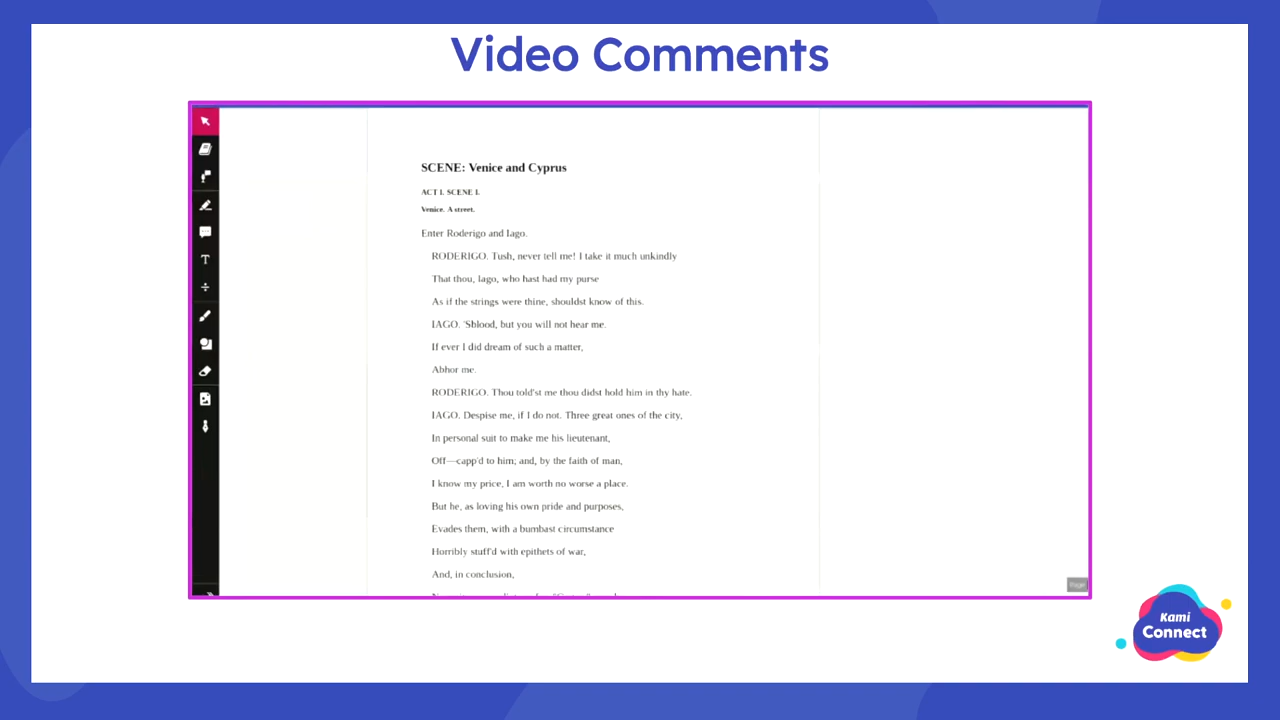 Video Comments
SCENE: Venice and Cyprus
ACT I. SCENE I.
Venice. A street.
Enter Roderigo and Iago.
RODERIGO. Tush, never tell me! I take it much unkindly
That thou, Iago, who hast had my purse
As if the strings were thine, shouldst know of this.
IAGO. 'Sblood, but you will not hear me.
If ever I did dream of such a matter,
Abhor me.
RODERIGO. Thou told'st me thou didst hold him in thy hate.
IAGO. Despise me, if I do not. Three great ones of the city,
In personal suit to make me his lieutenant,
Off—capp'd to him; and, by the faith of man,
I know my price, I am worth no worse a place.
But he, as loving his own pride and purposes,
Evades them, with a bumbast circumstance
Horribly stuff'd with epithets of war,
And, in conclusion,
T
Page
Kami
Connect